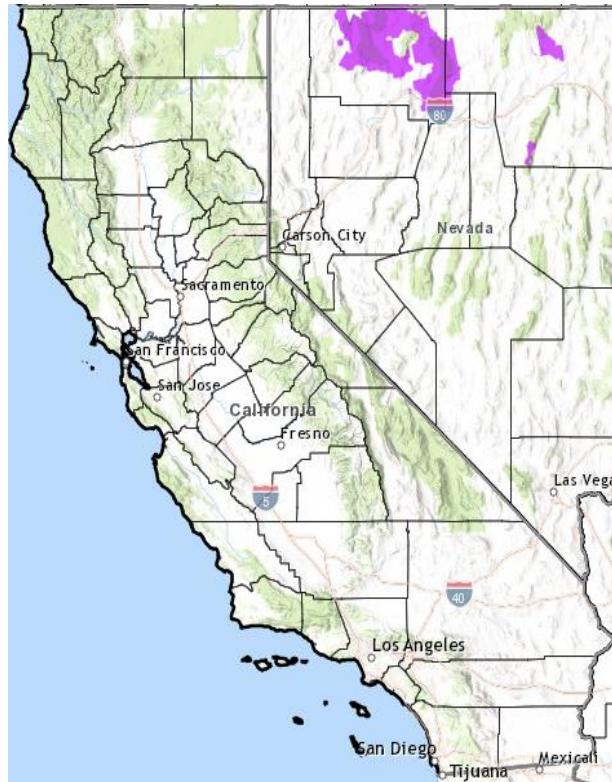 80
Nevada
Carson City
Sacramento
San Francisco
San Jose
California
Fresno
5
Las Vega
40
Los Angeles
San Diego
Tijuana
Mexicali